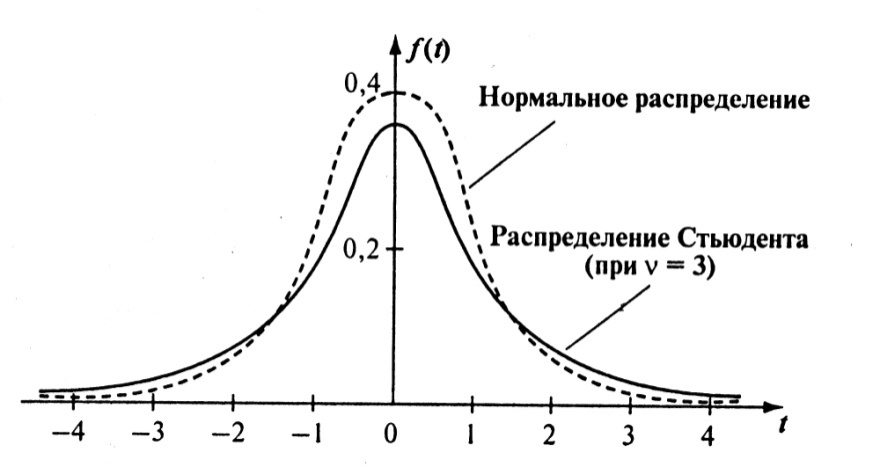 f(t)
0,4
Нормальное распределение
Распределение Стьюдента
0,2
(при ν = 3)
−4 −3 −2 −1 0 1 2 3 4 t